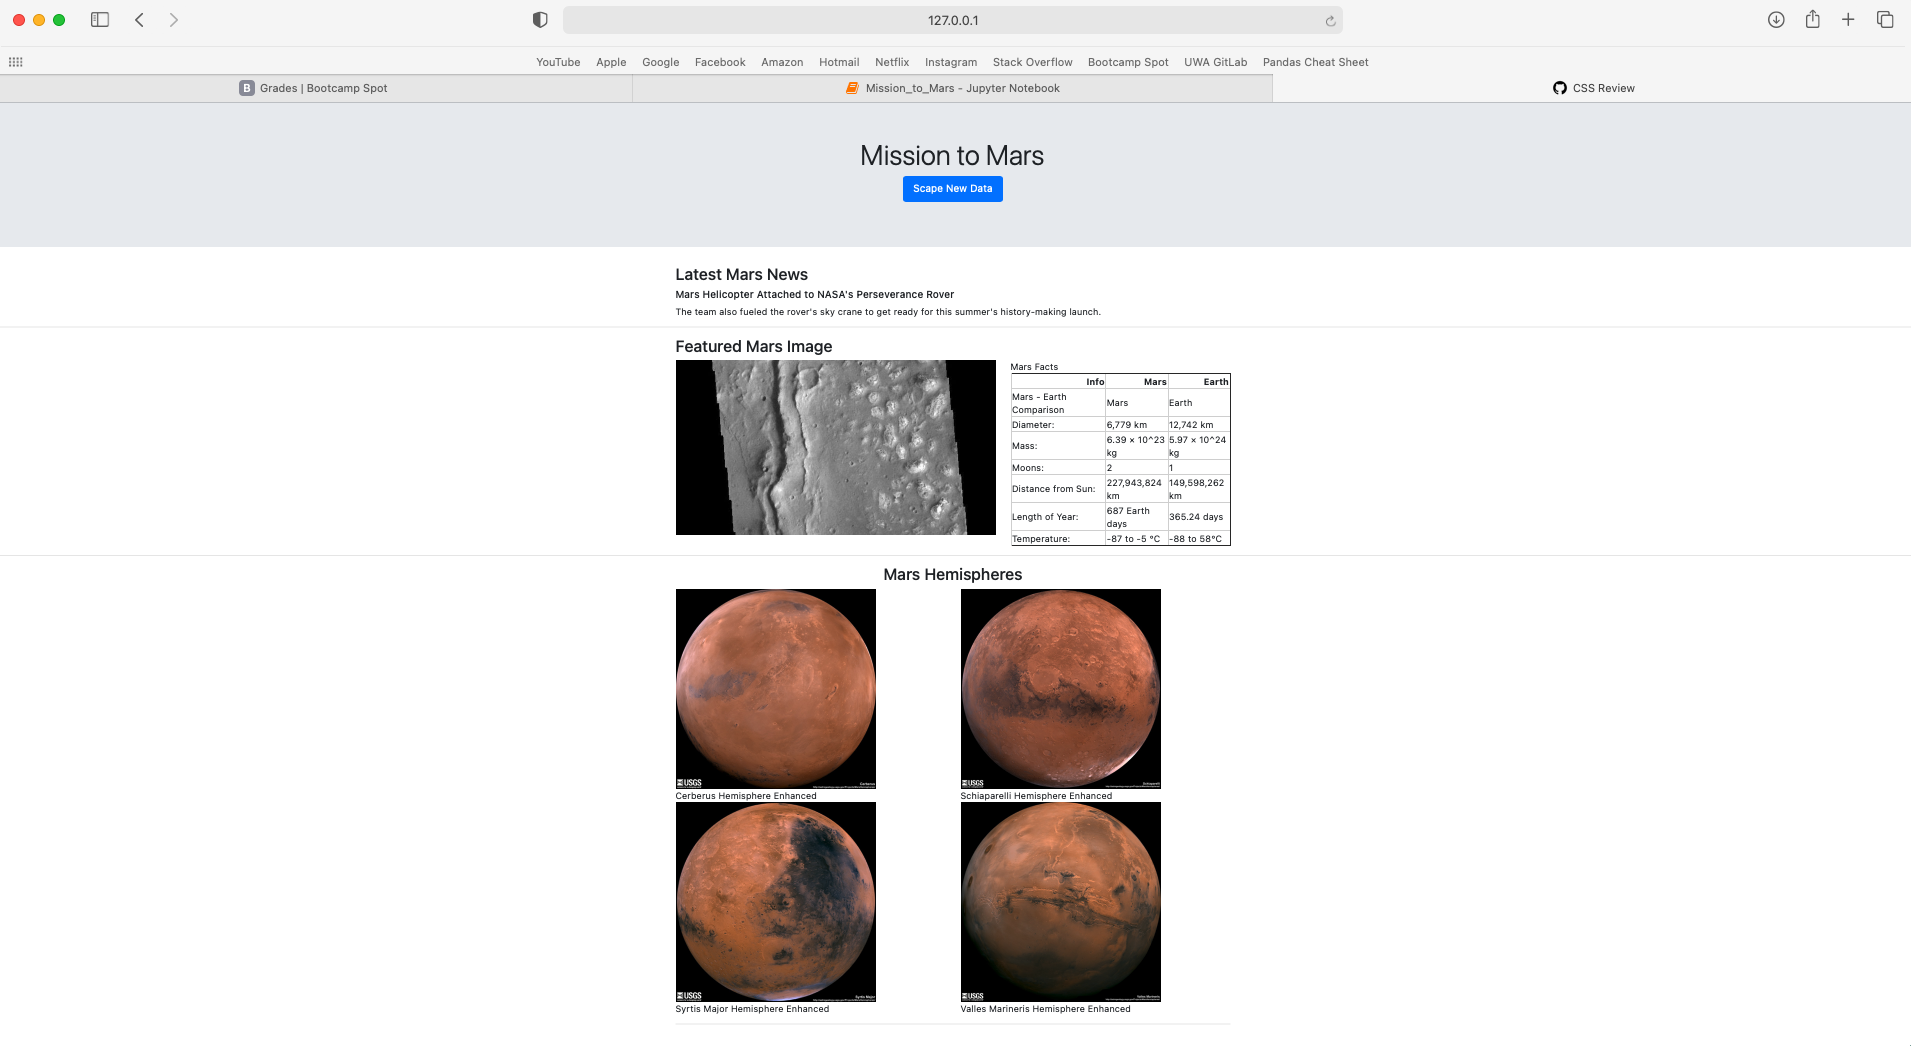 127.0.0.1
YouTube Apple Google Facebook Amazon Hotmail Netflix Instagram Stack Overflow Bootcamp Spot UWA GitLab Pandas Cheat Sheet
B Grades | Bootcamp Spot Mission_to_Mars - Jupyter Notebook CSS Review
Mission to Mars
Scape New Data
Latest Mars News
Mars Helicopter Attached to NASA's Perseverance Rover
The team also fueled the rover's sky crane to get ready for this summer's history-making launch.
Featured Mars Image
Mars Facts
Info Mars Earth
Mars - Earth
Comparison
Mars Earth
Diameter: 6,779 km 12,742 km
Mass:
6.39 × 10^23
kg
5.97 × 10^24
kg
Moons: 2 1
Distance from Sun:
227,943,824
km
149,598,262
km
Length of Year:
687 Earth
days
365.24 days
Temperature: -87 to -5 °C -88 to 58°C
Mars Hemispheres
USGS Cerberus
USGS Schiaparelli
Cerberus Hemisphere Enhanced
Schiaparelli Hemisphere Enhanced
USGS Syrtis Major
USGS Valles Marineris
Syrtis Major Hemisphere Enhanced
Valles Marineris Hemisphere Enhanced